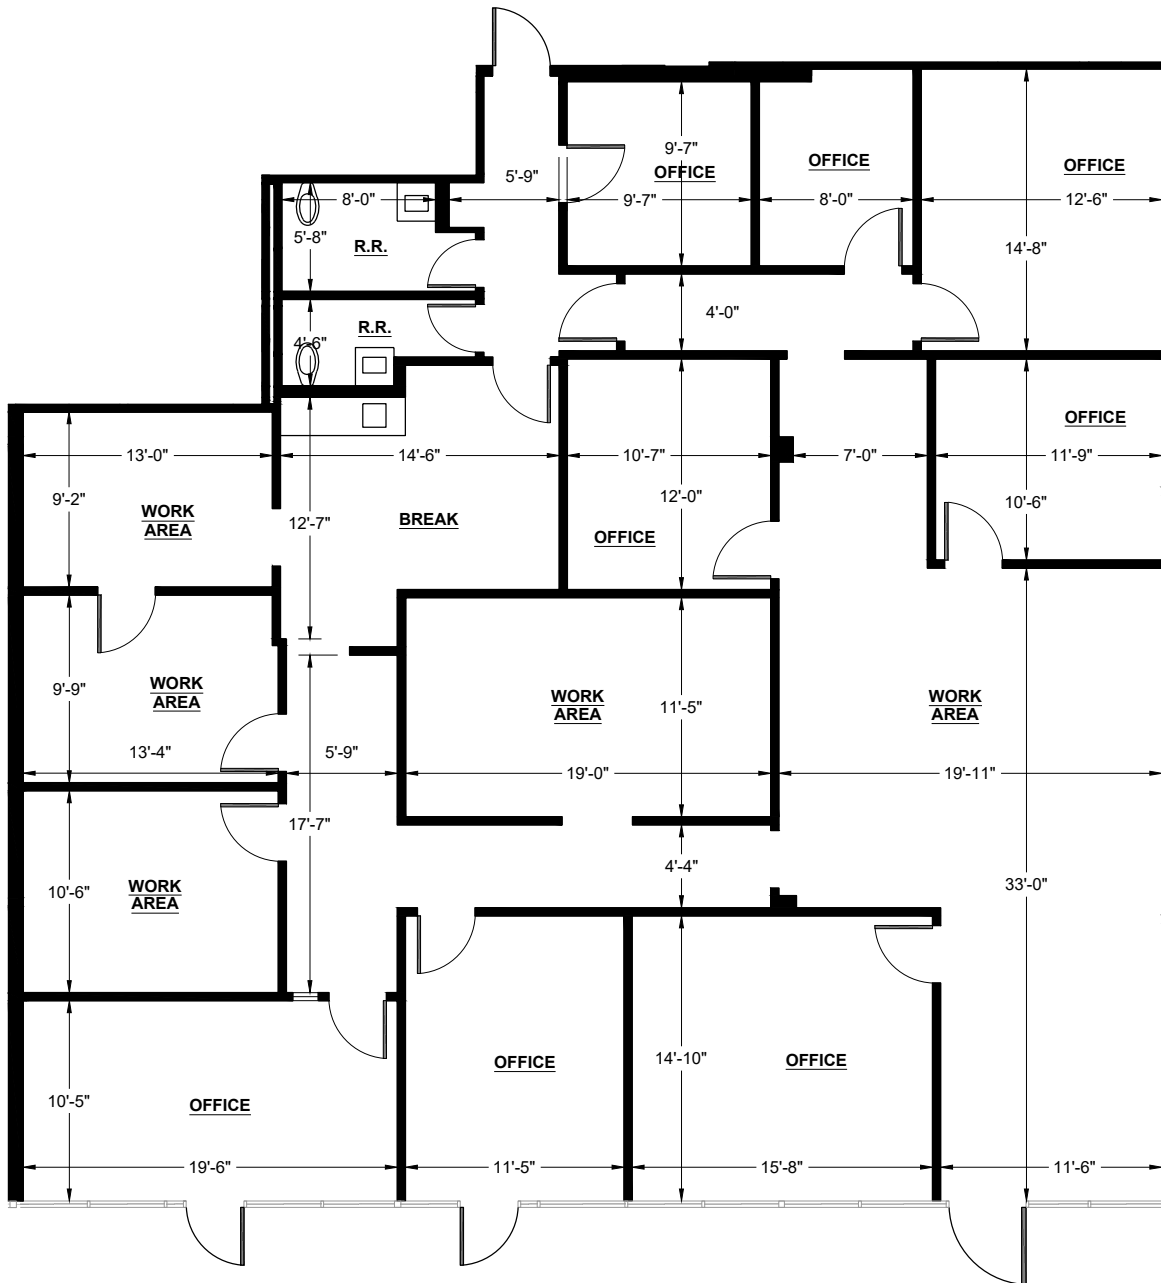 9'-7"
OFFICE
9'-7"
OFFICE
8'-0"
OFFICE
12'-6"
14'-8"
5'-9"
8'-0"
5'-8"
R.R.
R.R.
4'-6"
4'-0"
OFFICE
11'-9"
10'-6"
13'-0"
9'-2"
WORK
AREA
14'-6"
12'-7"
BREAK
10'-7"
12'-0"
OFFICE
7'-0"
9'-9"
WORK
AREA
13'-4"
5'-9"
17'-7"
WORK
AREA
11'-5"
19'-0"
WORK
AREA
19'-11"
4'-4"
33'-0"
10'-6"
WORK
AREA
10'-5"
OFFICE
19'-6"
OFFICE
11'-5"
14'-10"
OFFICE
15'-8"
11'-6"